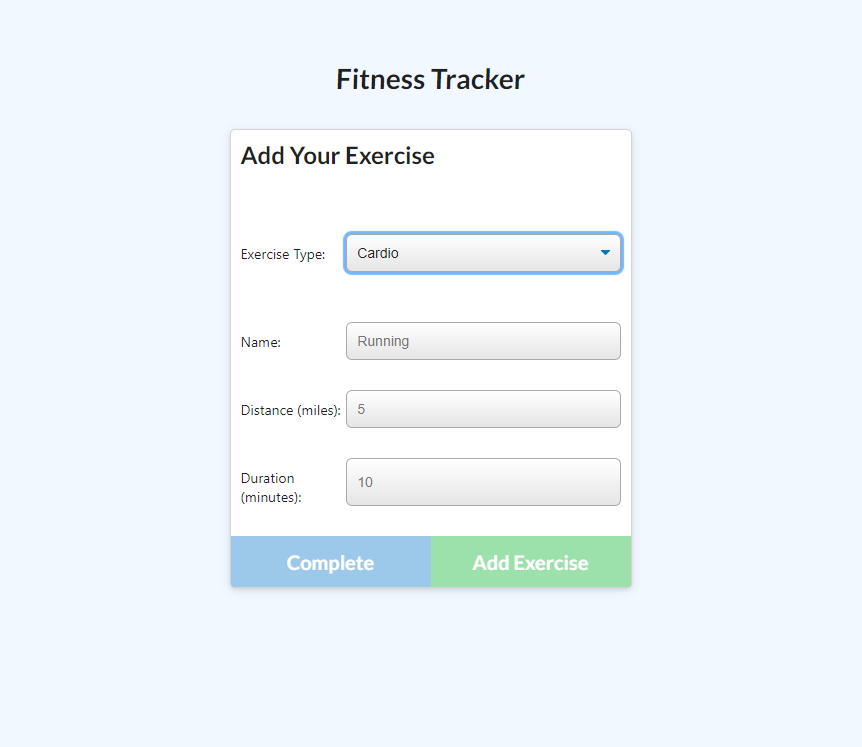 Fitness Tracker
Add Your Exercise
Exercise Type: Cardio
Name: Running
Distance (miles): 5
Duration
(minutes): 10
Complete Add Exercise